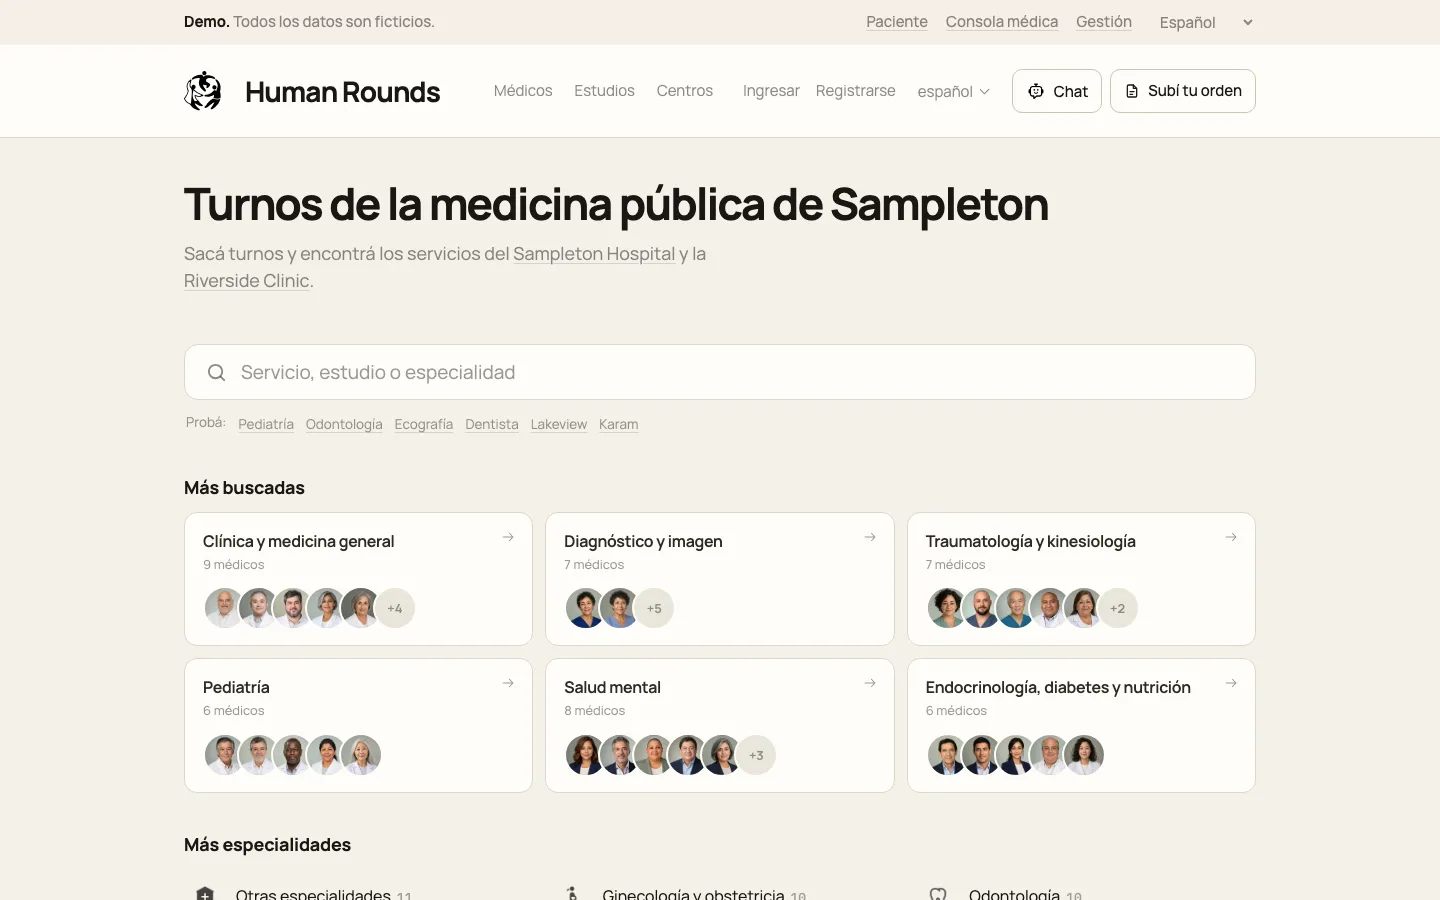 Demo. Todos los datos son ficticios.
Paciente
Consola médica
Gestión
Español
Human Rounds
Médicos
Estudios
Centros
Ingresar
Registrarse
español
Chat
Subí tu orden
Turnos de la medicina pública de Sampleton
Sacá turnos y encontrá los servicios del Sampleton Hospital y la
Riverside Clinic.
Servicio, estudio o especialidad
Probá:
Pediatría
Odontología
Ecografía
Dentista
Lakeview
Karam
Más buscadas
Clínica y medicina general
9 médicos
+4
Diagnóstico y imagen
7 médicos
+5
Traumatología y kinesiología
7 médicos
+2
Pediatría
6 médicos
Salud mental
8 médicos
+3
Endocrinología, diabetes y nutrición
6 médicos
Más especialidades
Otras especialidades 11
Ginecología y obstetricia 10
Odontología 10